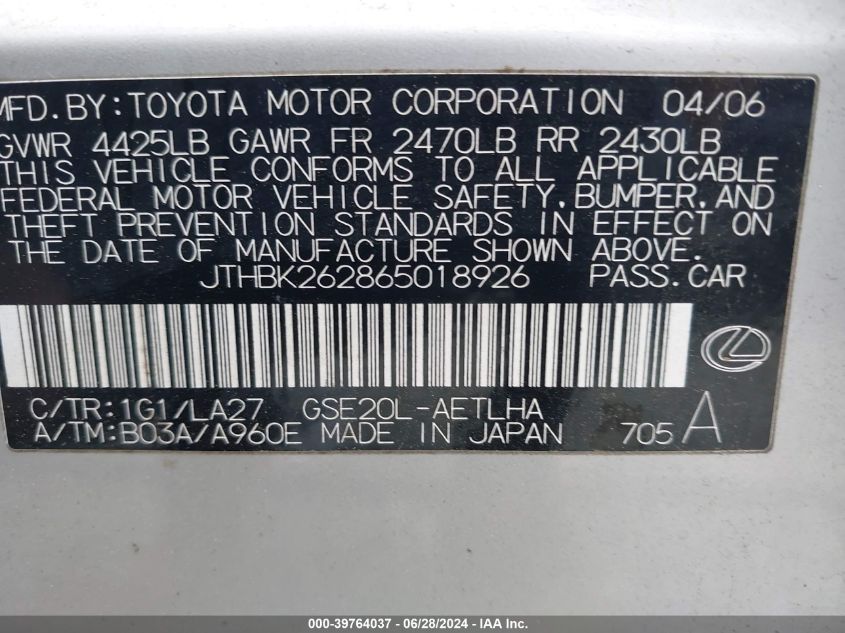 MFD. BY: TOYOTA MOTOR CORPORATION 04/06
GVWR 4425LB GAWR FR 2470LB RR 2430LB
THIS VEHICLE CONFORMS TO ALL APPLICABLE
FEDERAL MOTOR VEHICLE SAFETY, BUMPER, AND
THEFT PREVENTION STANDARDS IN EFFECT ON
THE DATE OF MANUFACTURE SHOWN ABOVE.
JTHBK262865018926 PASS. CAR
C/TR: 1G1/LA27 GSE20L-AETLHA
A/TM: B03A/A960E MADE IN JAPAN 705 A
000-39764037 - 06/28/2024 - IAA Inc.